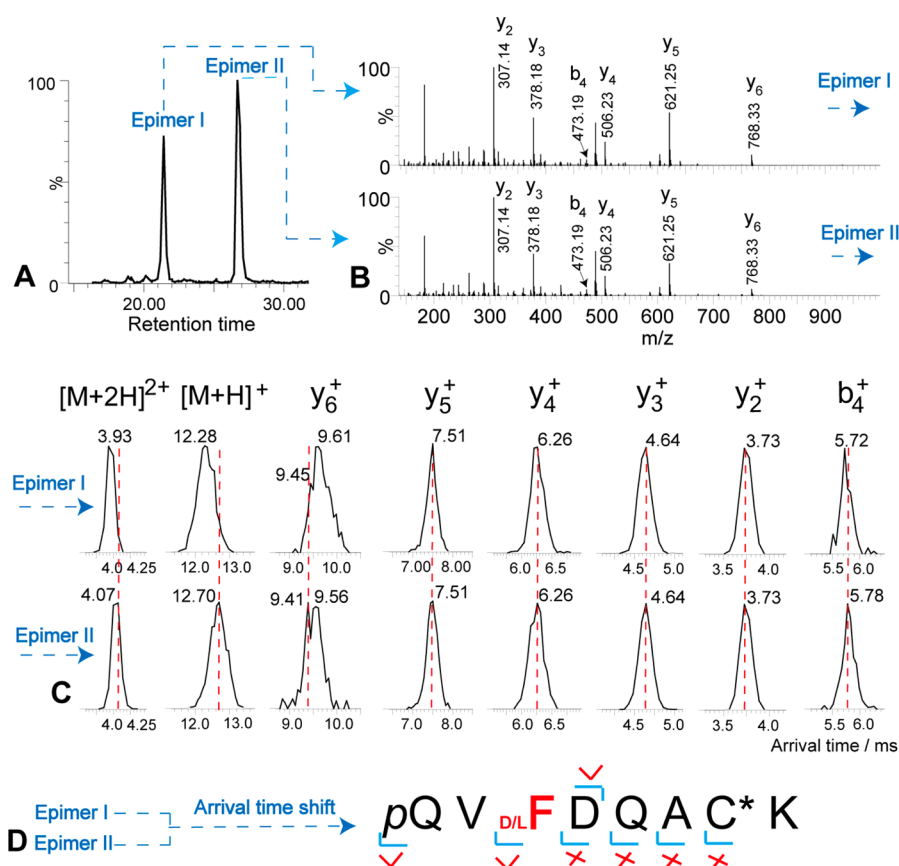 Epimer II
Epimer I
100
%
0
20.00 30.00
Retention time
A
y2
307.14
y3
378.18
b4
473.19
y4
506.23
y5
621.25
y6
768.33
Epimer I
100
%
0
y2
307.14
y3
378.18
b4
473.19
y4
506.23
y5
621.25
y6
768.33
Epimer II
100
%
0
200 300 400 500 600 700 800 900
m/z
B
[M+2H]2+ [M+H]+ y6+ y5+ y4+ y3+ y2+ b4+
Epimer I
3.93 12.28 9.45 9.61 7.51 6.26 4.64 3.73 5.72
4.0 4.25 12.0 13.0 9.0 10.0 7.00 8.00 6.0 6.5 4.5 5.0 3.5 4.0 5.5 6.0
Epimer II
4.07 12.70 9.41 9.56 7.51 6.26 4.64 3.73 5.78
4.0 4.25 12.0 13.0 9.0 10.0 7.0 8.0 6.0 6.5 4.5 5.0 3.5 4.0 5.5 6.0
C
Arrival time / ms
D
Epimer I
Epimer II
Arrival time shift
pQ V D/L F D Q A C* K